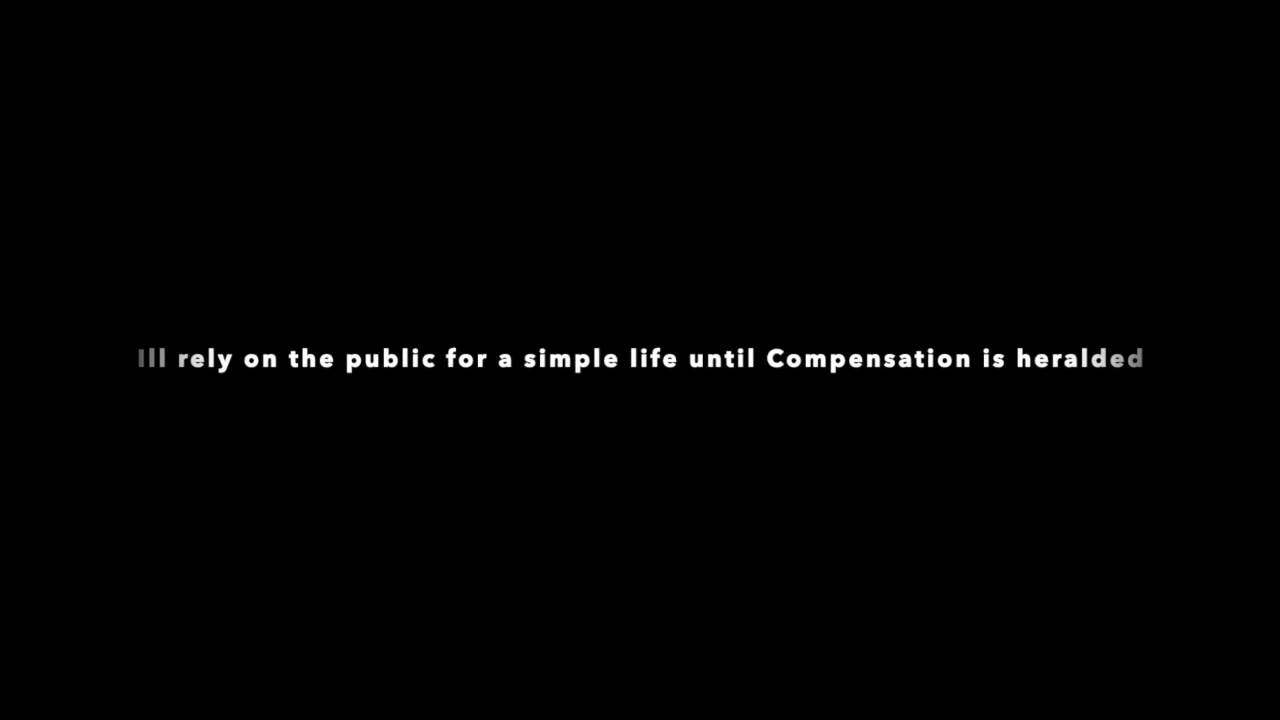 Ill rely on the public for a simple life until Compensation is heralded